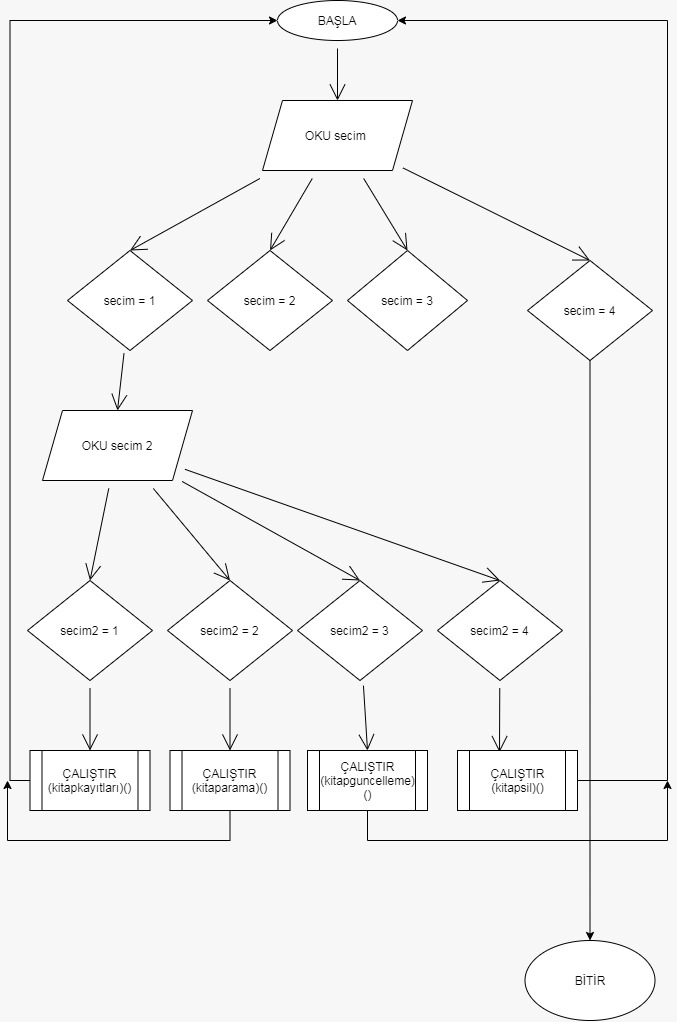 BAŞLA
OKU secim
secim = 1
secim = 2
secim = 3
secim = 4
OKU secim 2
secim2 = 1
secim2 = 2
secim2 = 3
secim2 = 4
ÇALIŞTIR
(kitapkayıtları)()
ÇALIŞTIR
(kitaparama)()
ÇALIŞTIR
(kitapguncelleme)
()
ÇALIŞTIR
(kitapsil)()
BİTİR